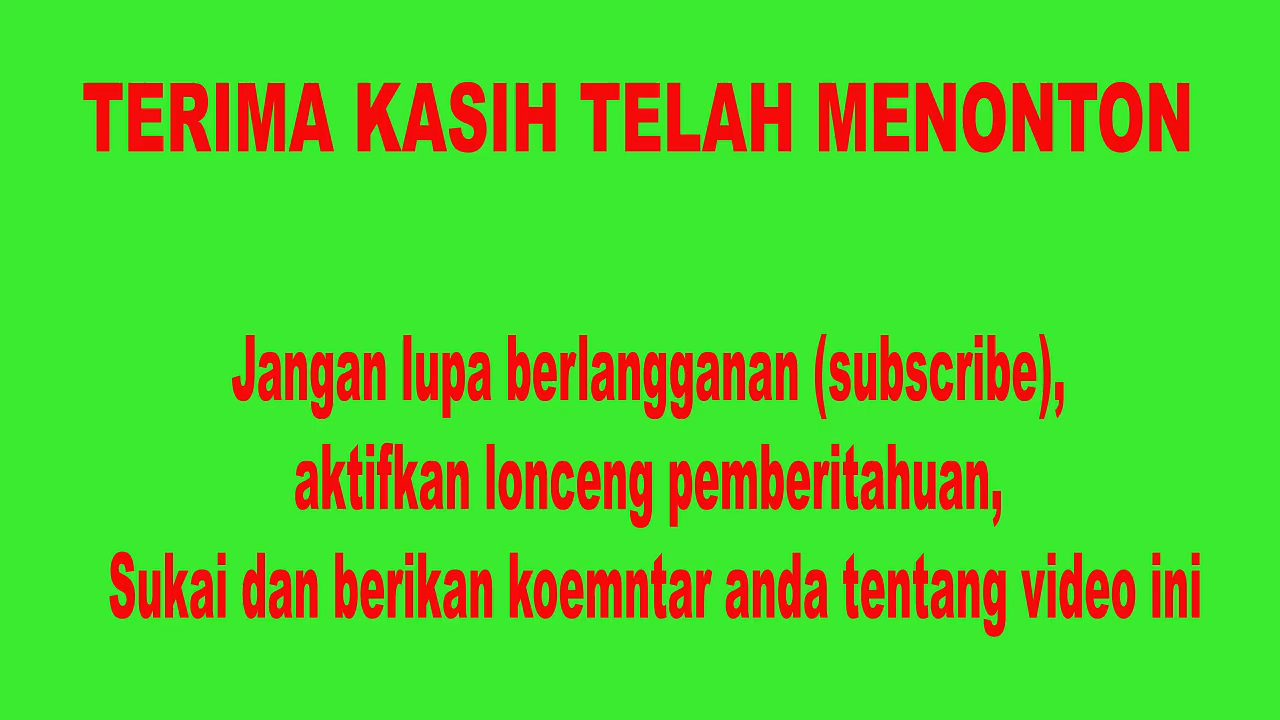 TERIMA KASIH TELAH MENONTON
Jangan lupa berlangganan (subscribe),
aktifkan lonceng pemberitahuan,
Sukai dan berikan koemntar anda tentang video ini